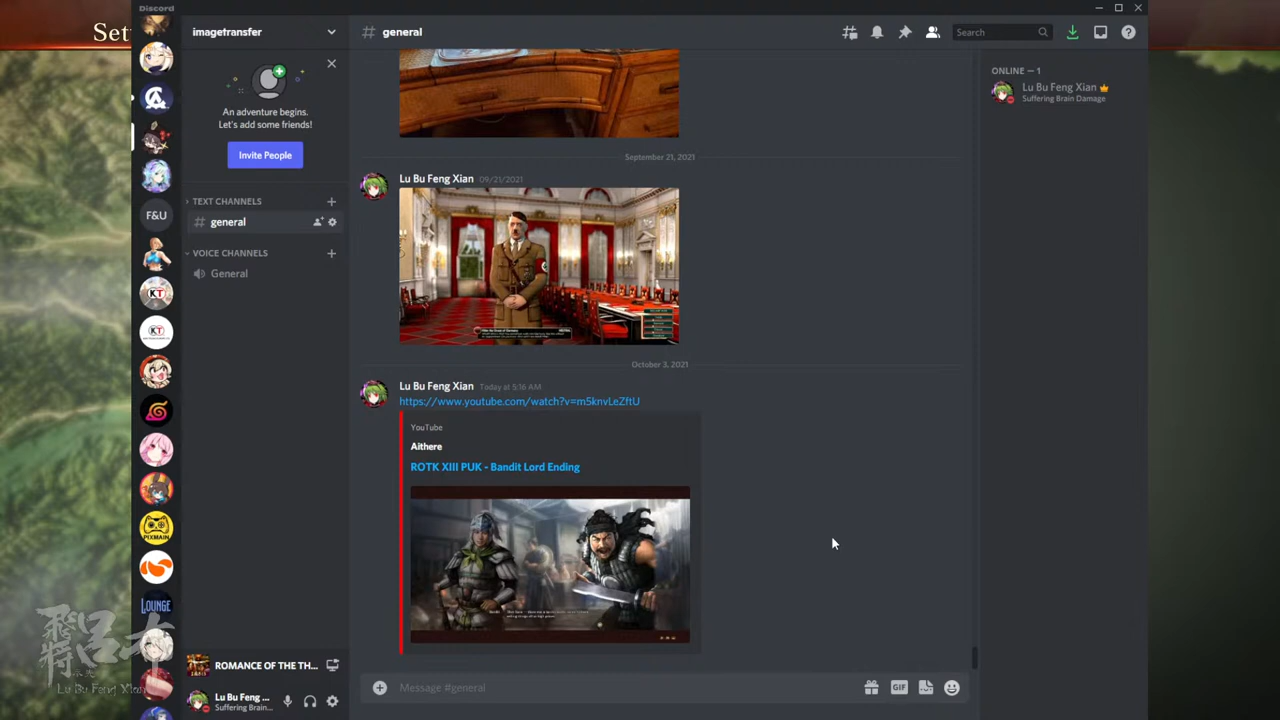 Discord
Set
imagetransfer
general
Search
An adventure begins.
Let's add some friends!
Invite People
TEXT CHANNELS
general
VOICE CHANNELS
General
F&U
KT
KT
PIXMAIN
LOUNGE
ROMANCE OF THE TH...
Lu Bu Feng ...
Suffering Brain...
September 21, 2021
Lu Bu Feng Xian 09/21/2021
October 3, 2021
Lu Bu Feng Xian Today at 5:16 AM
https://www.youtube.com/watch?v=m5knvLeZftU
YouTube
Aithere
ROTK XIII PUK - Bandit Lord Ending
Message #general
GIF
ONLINE — 1
Lu Bu Feng Xian
Suffering Brain Damage
Lu Bu Feng Xian